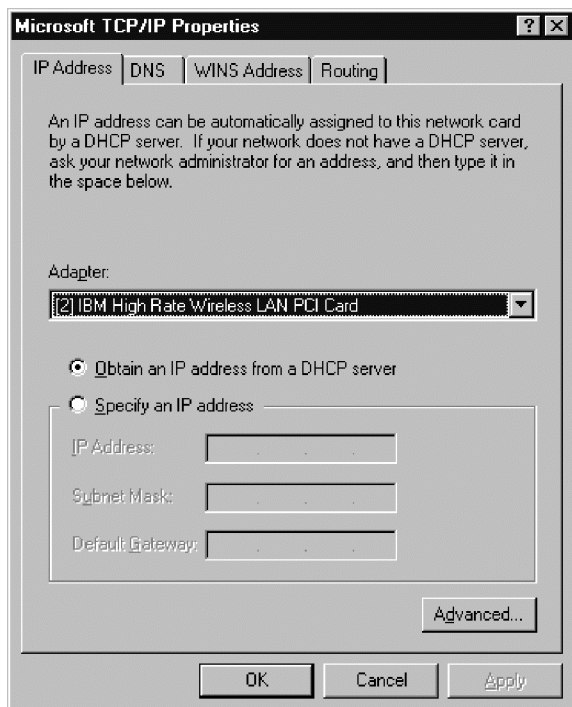 Microsoft TCP/IP Properties
IP Address
DNS
WINS Address
Routing
An IP address can be automatically assigned to this network card
by a DHCP server. If your network does not have a DHCP server,
ask your network administrator for an address, and then type it in
the space below.
Adapter:
[2] IBM High Rate Wireless LAN PCI Card
Obtain an IP address from a DHCP server
Specify an IP address
IP Address:
Subnet Mask:
Default Gateway:
Advanced...
OK
Cancel
Apply